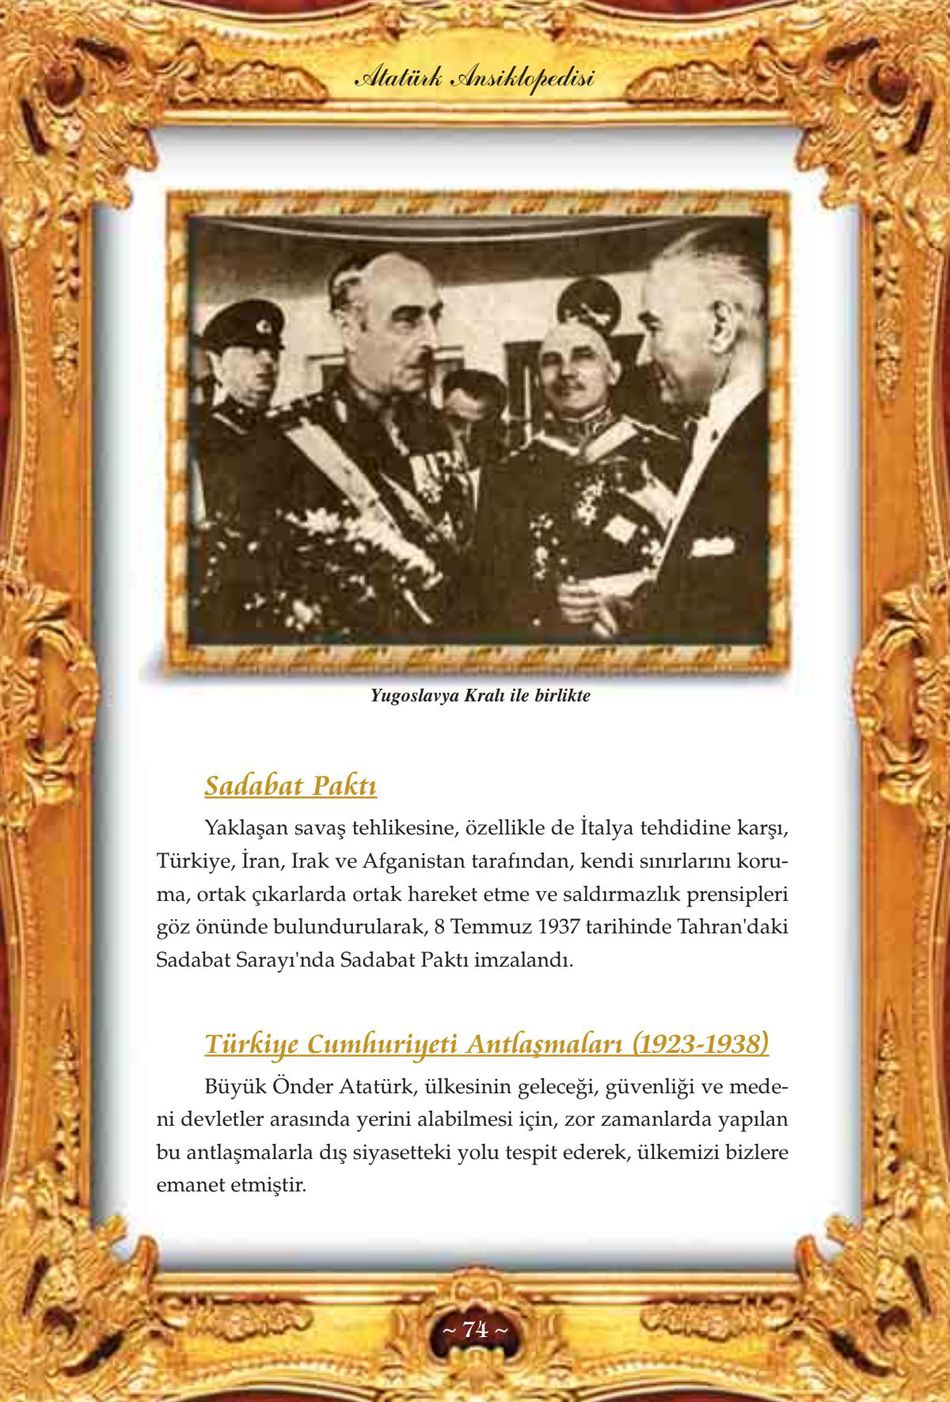 Atatürk Ansiklopedisi
Yugoslavya Kralı ile birlikte
Sadabat Paktı
Yaklaşan savaş tehlikesine, özellikle de İtalya tehdidine karşı,
Türkiye, İran, Irak ve Afganistan tarafından, kendi sınırlarını koru-
ma, ortak çıkarlarda ortak hareket etme ve saldırmazlık prensipleri
göz önünde bulundurularak, 8 Temmuz 1937 tarihinde Tahran'daki
Sadabat Sarayı'nda Sadabat Paktı imzalandı.
Türkiye Cumhuriyeti Antlaşmaları (1923-1938)
Büyük Önder Atatürk, ülkesinin geleceği, güvenliği ve mede-
ni devletler arasında yerini alabilmesi için, zor zamanlarda yapılan
bu antlaşmalarla dış siyasetteki yolu tespit ederek, ülkemizi bizlere
emanet etmiştir.
~ 74 ~